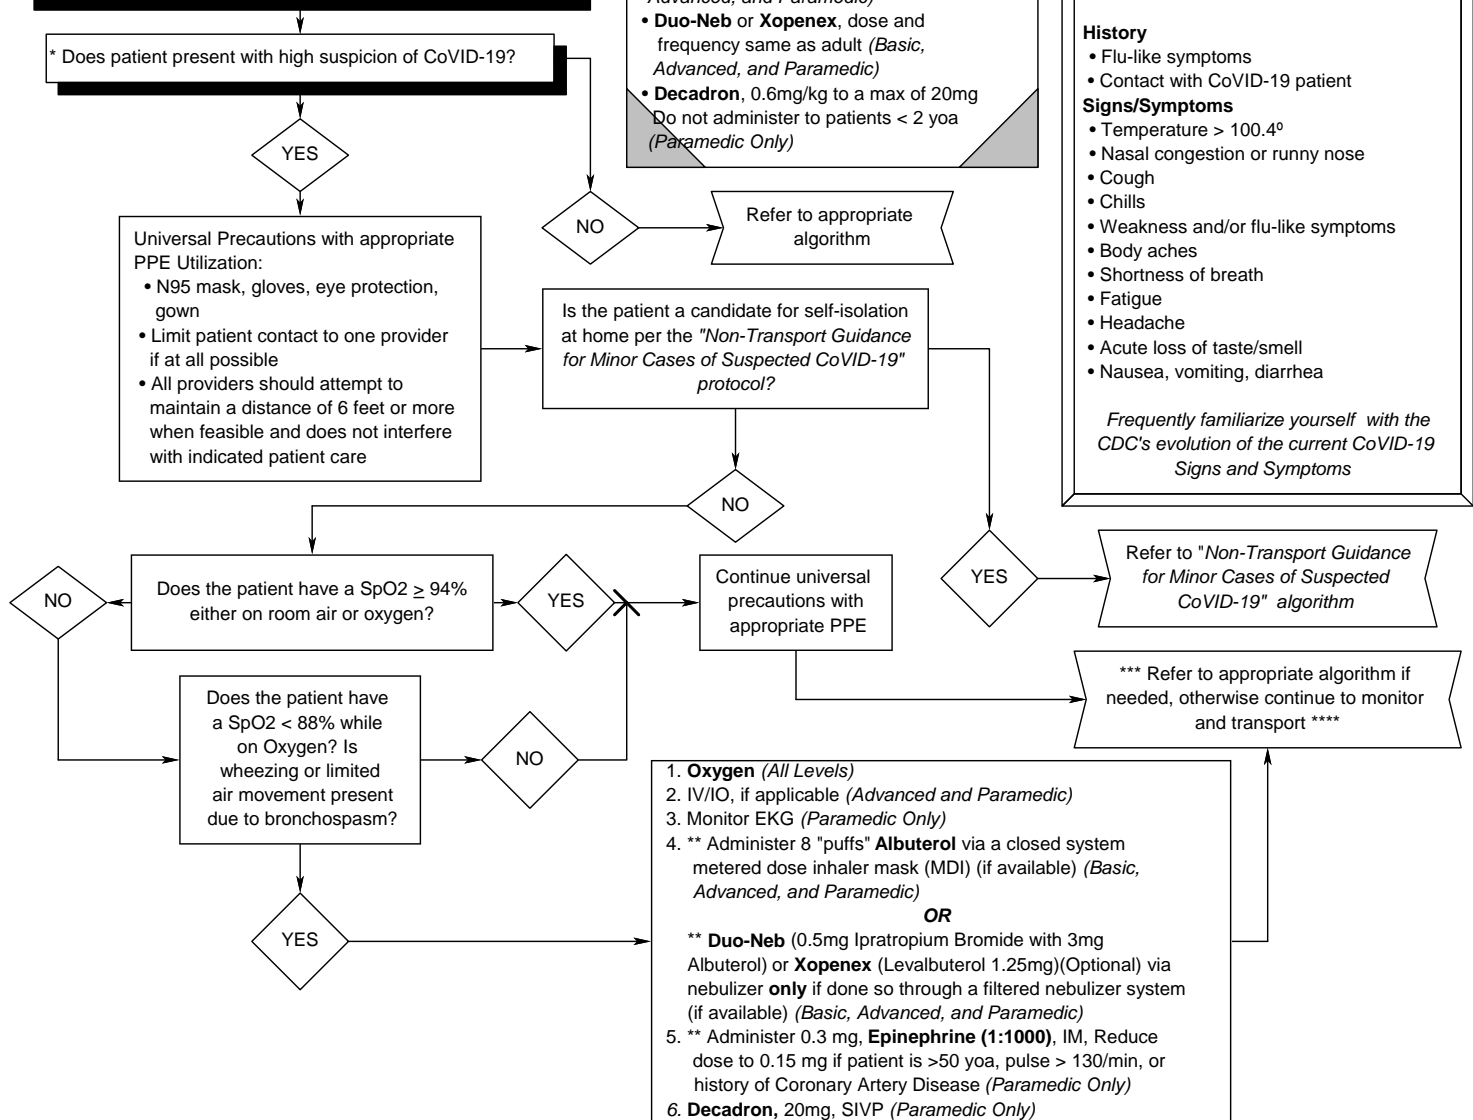 Advanced, and Paramedic)
• Duo-Neb or Xopenex, dose and
frequency same as adult (Basic,
Advanced, and Paramedic)
• Decadron, 0.6mg/kg to a max of 20mg
Do not administer to patients < 2 yoa
(Paramedic Only)
History
• Flu-like symptoms
• Contact with CoVID-19 patient
Signs/Symptoms
• Temperature > 100.4º
• Nasal congestion or runny nose
• Cough
• Chills
• Weakness and/or flu-like symptoms
• Body aches
• Shortness of breath
• Fatigue
• Headache
• Acute loss of taste/smell
• Nausea, vomiting, diarrhea
Frequently familiarize yourself with the
CDC's evolution of the current CoVID-19
Signs and Symptoms
* Does patient present with high suspicion of CoVID-19?
YES
NO
Refer to appropriate
algorithm
Universal Precautions with appropriate
PPE Utilization:
• N95 mask, gloves, eye protection,
gown
• Limit patient contact to one provider
if at all possible
• All providers should attempt to
maintain a distance of 6 feet or more
when feasible and does not interfere
with indicated patient care
Is the patient a candidate for self-isolation
at home per the "Non-Transport Guidance
for Minor Cases of Suspected CoVID-19"
protocol?
NO
YES
Refer to "Non-Transport Guidance
for Minor Cases of Suspected
CoVID-19" algorithm
Does the patient have a SpO2 > 94%
either on room air or oxygen?
NO
YES
Continue universal
precautions with
appropriate PPE
*** Refer to appropriate algorithm if
needed, otherwise continue to monitor
and transport ****
Does the patient have
a SpO2 < 88% while
on Oxygen? Is
wheezing or limited
air movement present
due to bronchospasm?
NO
YES
1. Oxygen (All Levels)
2. IV/IO, if applicable (Advanced and Paramedic)
3. Monitor EKG (Paramedic Only)
4. ** Administer 8 "puffs" Albuterol via a closed system
metered dose inhaler mask (MDI) (if available) (Basic,
Advanced, and Paramedic)
OR
** Duo-Neb (0.5mg Ipratropium Bromide with 3mg
Albuterol) or Xopenex (Levalbuterol 1.25mg)(Optional) via
nebulizer only if done so through a filtered nebulizer system
(if available) (Basic, Advanced, and Paramedic)
5. ** Administer 0.3 mg, Epinephrine (1:1000), IM, Reduce
dose to 0.15 mg if patient is >50 yoa, pulse > 130/min, or
history of Coronary Artery Disease (Paramedic Only)
6. Decadron, 20mg, SIVP (Paramedic Only)